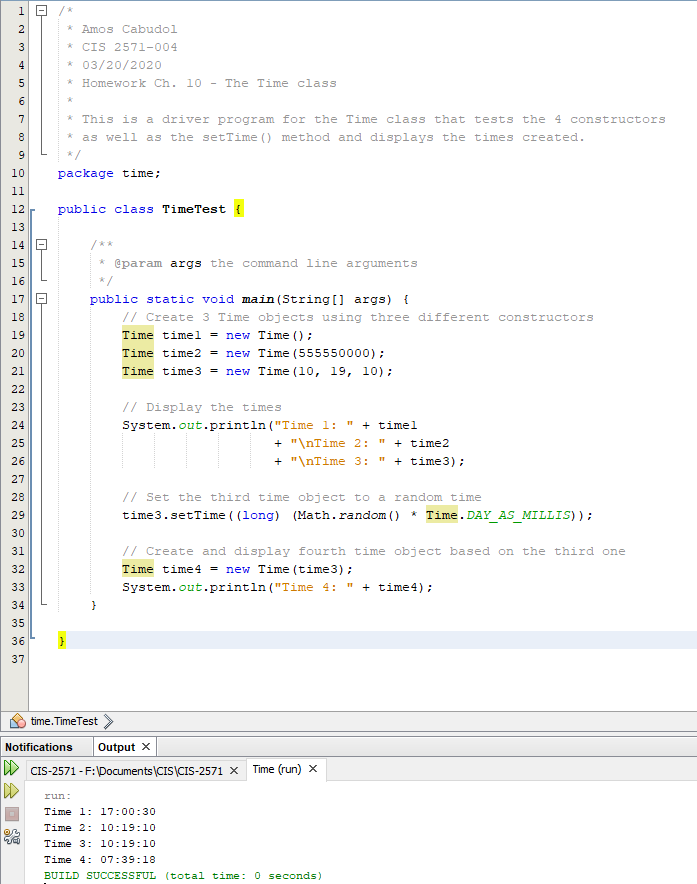 1 /*
2  * Amos Cabudol
3  * CIS 2571-004
4  * 03/20/2020
5  * Homework Ch. 10 - The Time class
6  *
7  * This is a driver program for the Time class that tests the 4 constructors
8  * as well as the setTime() method and displays the times created.
9  */
10 package time;
11
12 public class TimeTest {
13
14     /**
15      * @param args the command line arguments
16      */
17     public static void main(String[] args) {
18         // Create 3 Time objects using three different constructors
19         Time time1 = new Time();
20         Time time2 = new Time(555550000);
21         Time time3 = new Time(10, 19, 10);
22
23         // Display the times
24         System.out.println("Time 1: " + time1
25                            + "\nTime 2: " + time2
26                            + "\nTime 3: " + time3);
27
28         // Set the third time object to a random time
29         time3.setTime((long) (Math.random() * Time.DAY_AS_MILLIS));
30
31         // Create and display fourth time object based on the third one
32         Time time4 = new Time(time3);
33         System.out.println("Time 4: " + time4);
34     }
35
36 }
37
time.TimeTest
Notifications Output
CIS-2571 - F:\Documents\CIS\CIS-2571 Time (run)
run:
Time 1: 17:00:30
Time 2: 10:19:10
Time 3: 10:19:10
Time 4: 07:39:18
BUILD SUCCESSFUL (total time: 0 seconds)